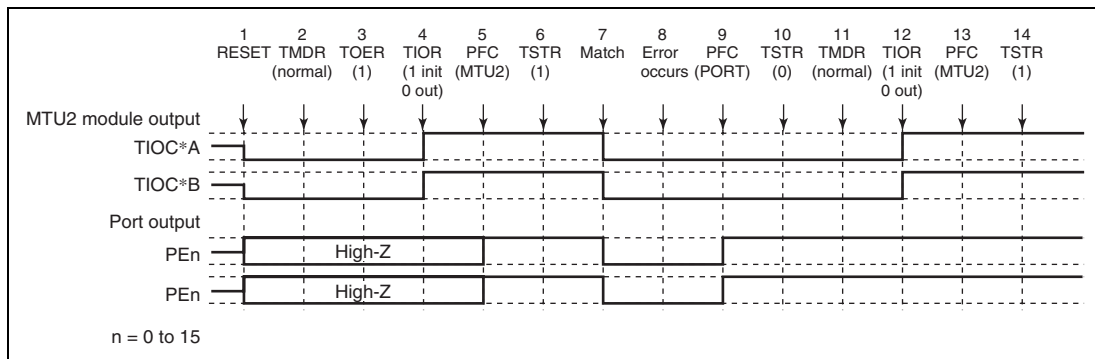 1 2 3 4 5 6 7 8 9 10 11 12 13 14
RESET TMDR TOER TIOR PFC TSTR Match Error PFC TSTR TMDR TIOR PFC TSTR
(normal) (1) (1 init (MTU2) (1) occurs (PORT) (0) (normal) (1 init (MTU2) (1)
0 out) 0 out)
MTU2 module output
TIOC*A
TIOC*B
Port output
PEn High-Z
PEn High-Z
n = 0 to 15